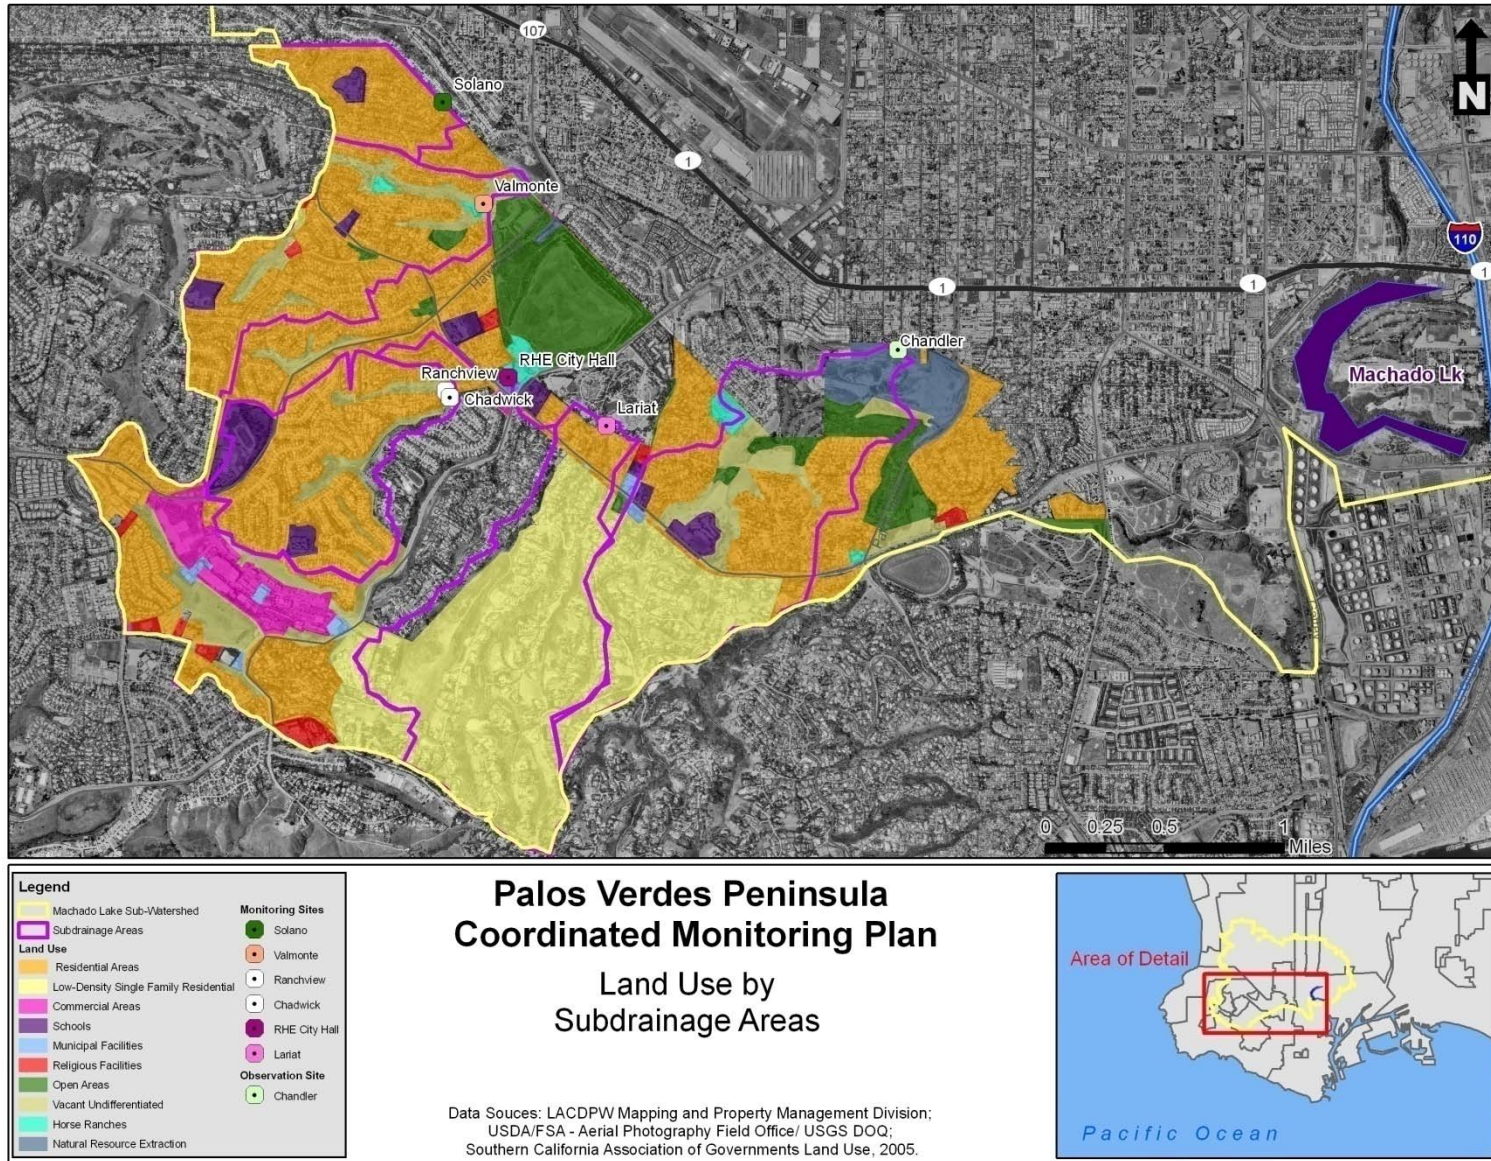 107
N
Solano
1
Valmonte
110
1
1
1
Chandler
RHE City Hall
Ranchview
Machado Lk
Chadwick
Lariat
0 0.25 0.5 1
Miles
Legend
Machado Lake Sub-Watershed
Subdrainage Areas
Land Use
Residential Areas
Low-Density Single Family Residential
Commercial Areas
Schools
Municipal Facilities
Religious Facilities
Open Areas
Vacant Undifferentiated
Horse Ranches
Natural Resource Extraction
Monitoring Sites
Solano
Valmonte
Ranchview
Chadwick
RHE City Hall
Lariat
Observation Site
Chandler
Palos Verdes Peninsula
Coordinated Monitoring Plan
Land Use by
Subdrainage Areas
Data Souces: LACDPW Mapping and Property Management Division;
USDA/FSA - Aerial Photography Field Office/ USGS DOQ;
Southern California Association of Governments Land Use, 2005.
Area of Detail
Pacific Ocean